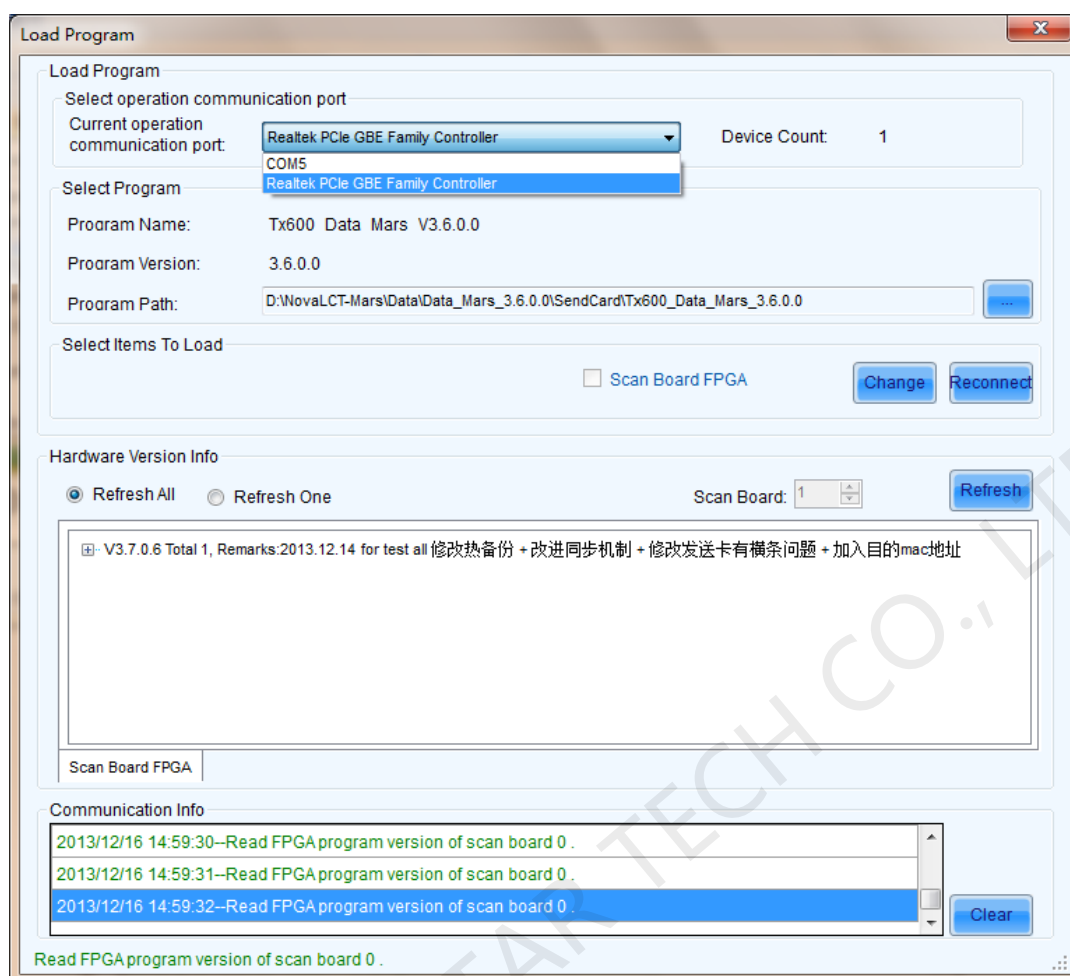 Load Program
Load Program
Select operation communication port
Current operation
communication port:
Realtek PCIe GBE Family Controller
Device Count: 1
COM5
Realtek PCIe GBE Family Controller
Select Program
Program Name: Tx600 Data Mars V3.6.0.0
Program Version: 3.6.0.0
Program Path: D:\NovaLCT-Mars\Data\Data_Mars_3.6.0.0\SendCard\Tx600_Data_Mars_3.6.0.0 ...
Select Items To Load
Scan Board FPGA Change Reconnect
Hardware Version Info
Refresh All Refresh One Scan Board: 1 Refresh
V3.7.0.6 Total 1, Remarks:2013.12.14 for test all 修改热备份 + 改进同步机制 + 修改发送卡有横条问题 + 加入目的mac地址
Scan Board FPGA
Communication Info
2013/12/16 14:59:30--Read FPGA program version of scan board 0 .
2013/12/16 14:59:31--Read FPGA program version of scan board 0 .
2013/12/16 14:59:32--Read FPGA program version of scan board 0 .
Clear
Read FPGA program version of scan board 0 .
TAR TECH CO., LT